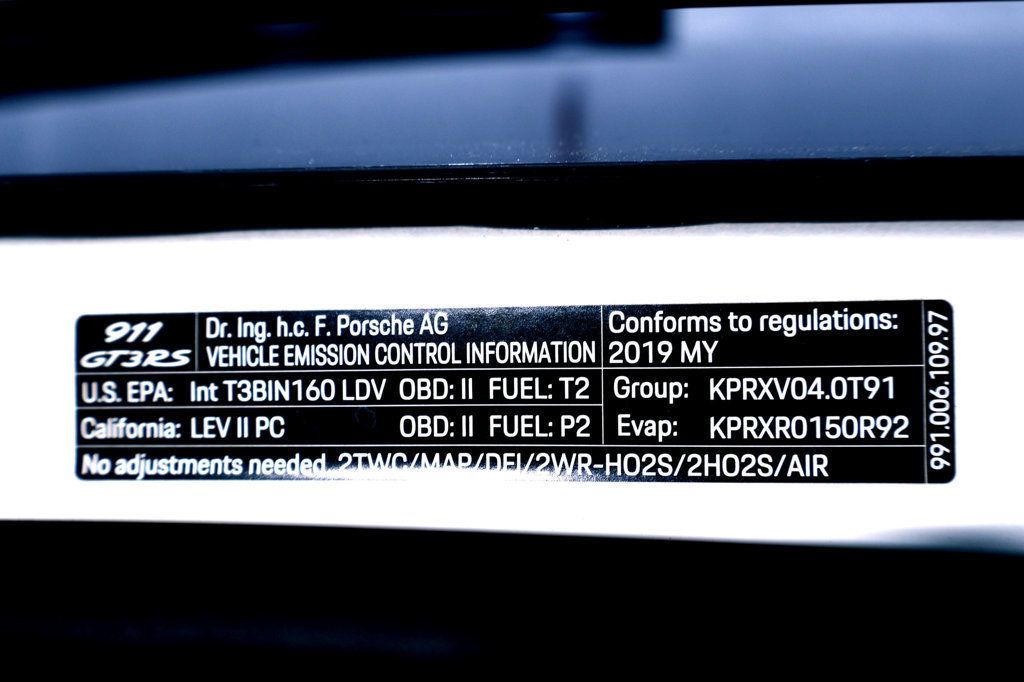 911
GT3RS
Dr. Ing. h.c. F. Porsche AG
VEHICLE EMISSION CONTROL INFORMATION
Conforms to regulations:
2019 MY
U.S. EPA: Int T3BIN160 LDV OBD: II FUEL: T2
Group: KPRXV04.0T91
California: LEV II PC OBD: II FUEL: P2
Evap: KPRXR0150R92
No adjustments needed 2TWC/MAP/DFI/2WR-HO2S/2HO2S/AIR
991.006.109.97